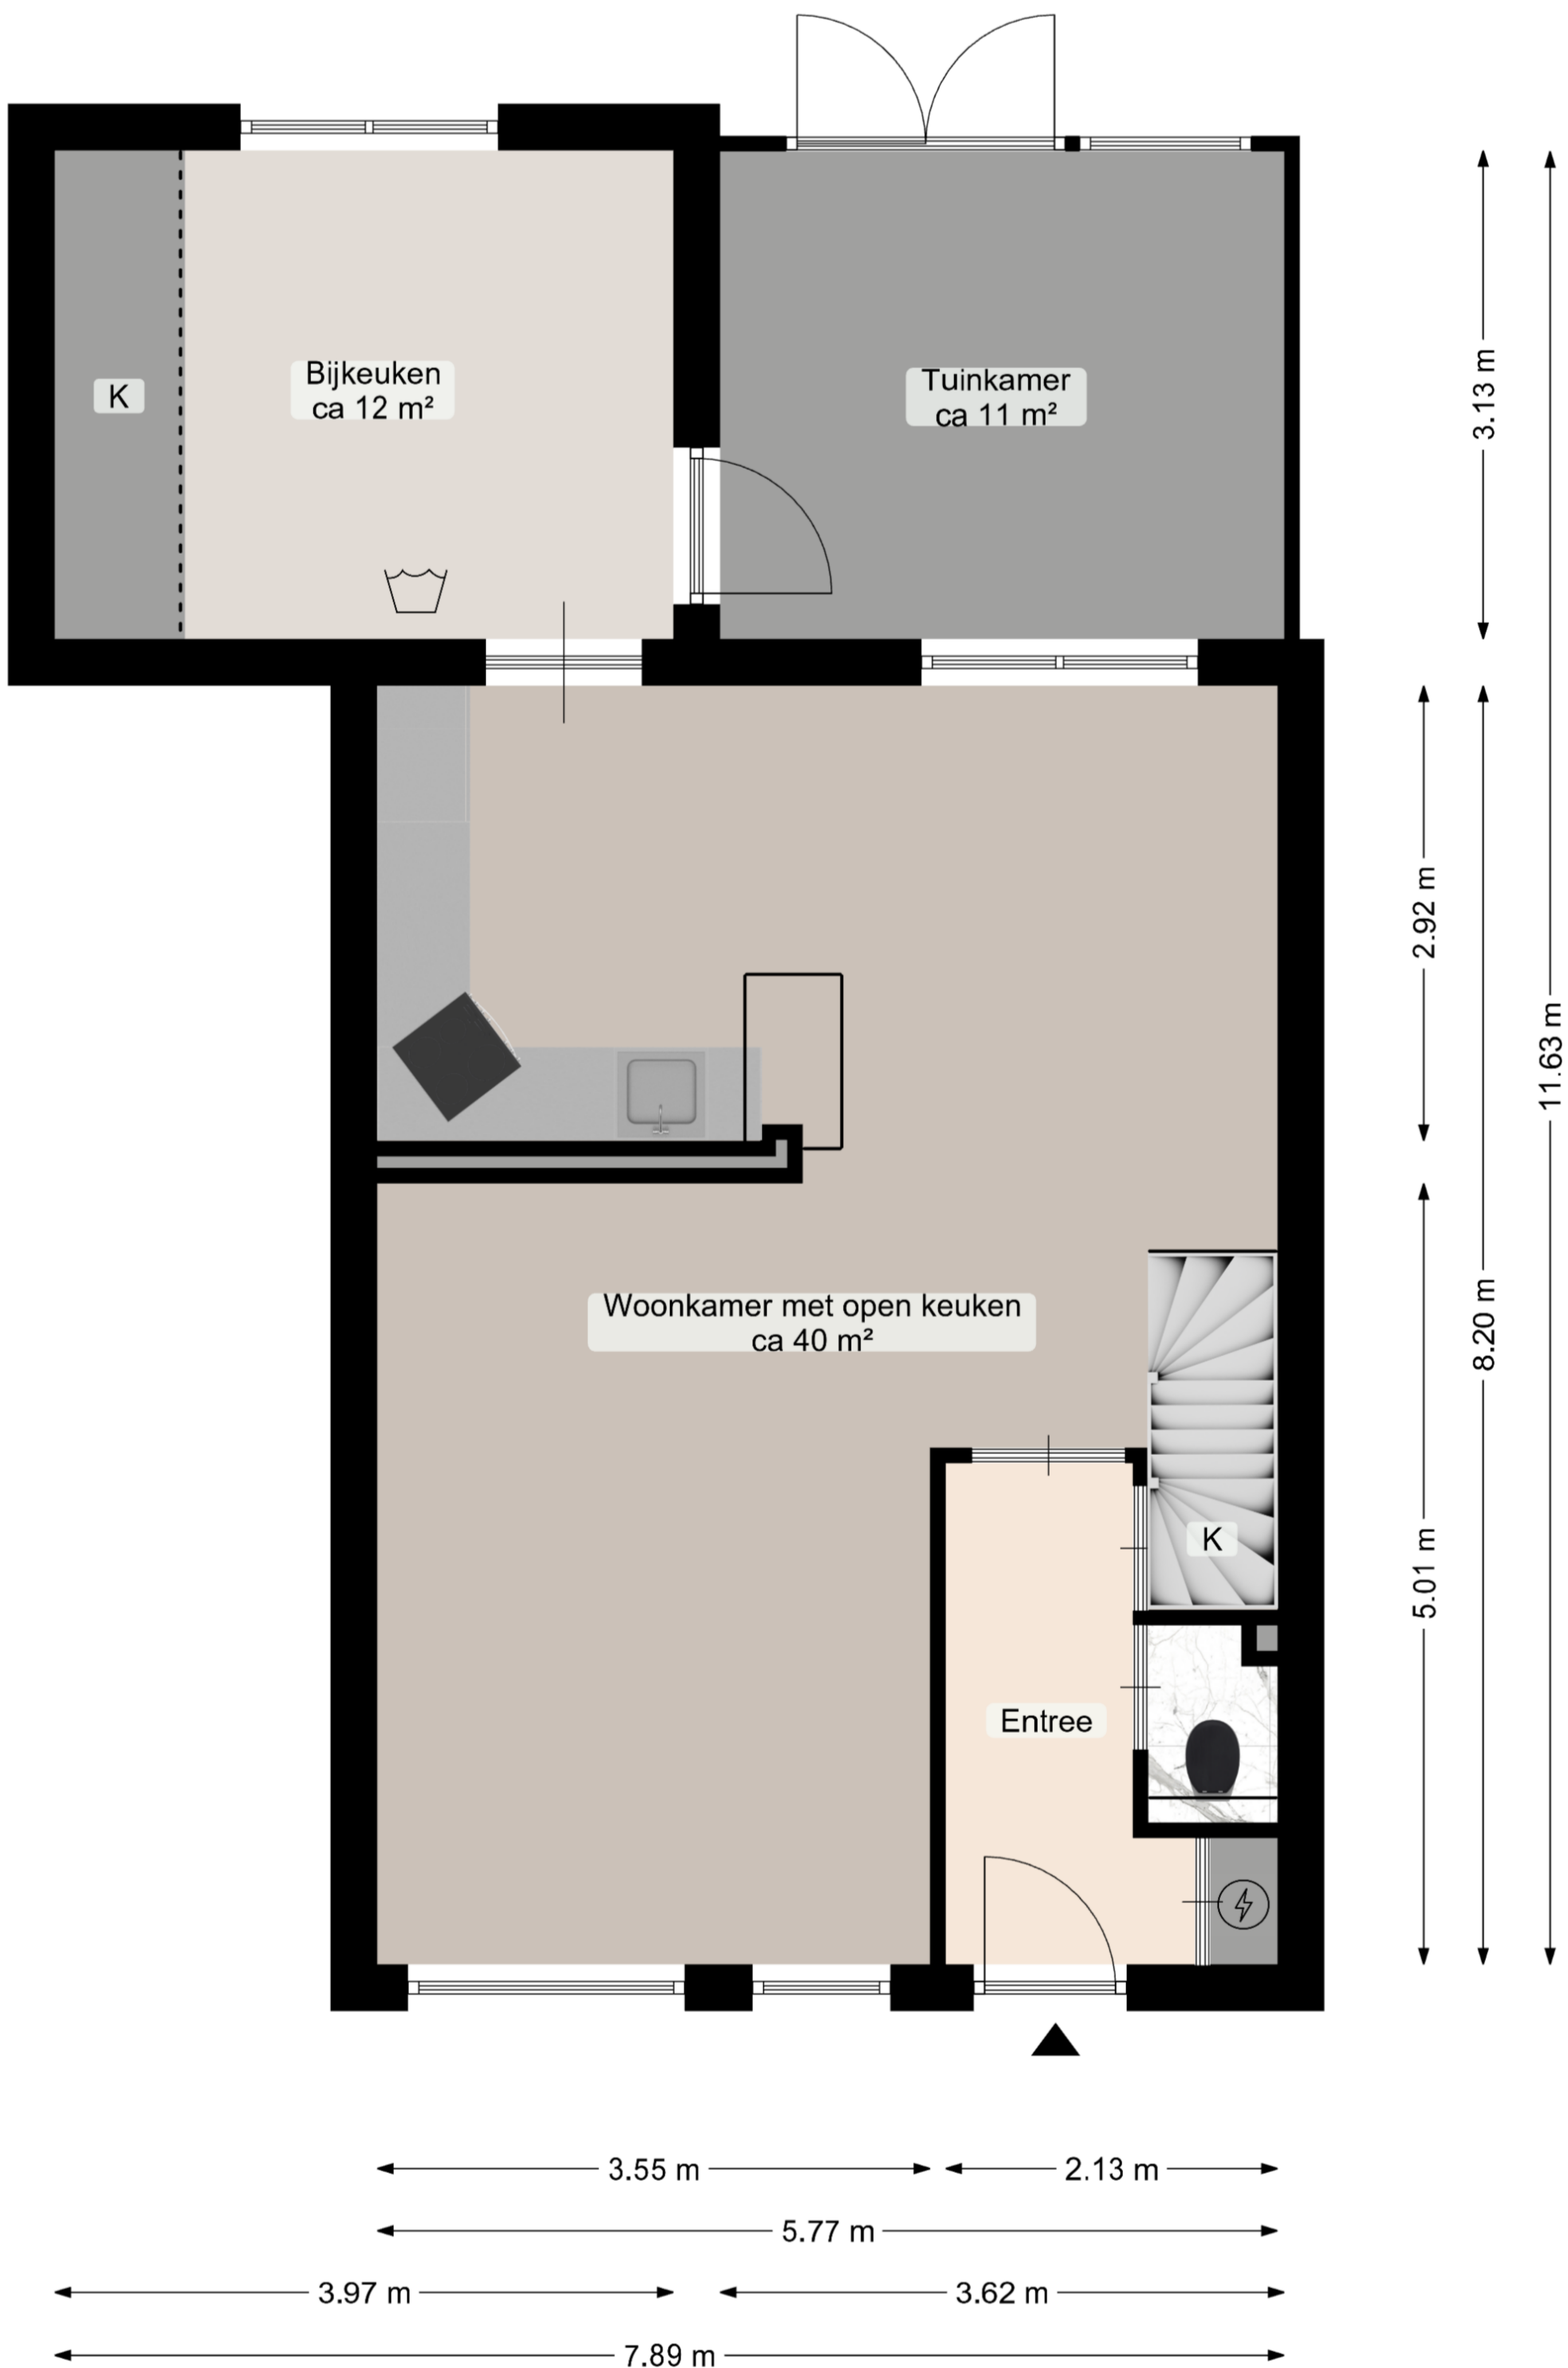 Bijkeuken
ca 12 m²
K
Tuinkamer
ca 11 m²
3.13 m
2.92 m
11.63 m
Woonkamer met open keuken
ca 40 m²
8.20 m
K
5.01 m
Entree
3.55 m
2.13 m
5.77 m
3.97 m
3.62 m
7.89 m